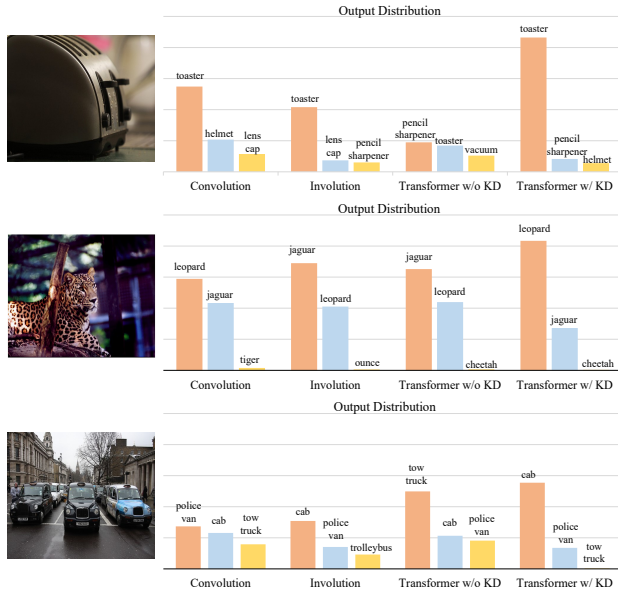 Output Distribution
toaster
helmet
lens
cap
toaster
lens
cap
pencil
sharpener
pencil
sharpener
toaster
vacuum
toaster
pencil
sharpener
helmet
Convolution
Involution
Transformer w/o KD
Transformer w/ KD
Output Distribution
leopard
jaguar
tiger
jaguar
leopard
ounce
jaguar
leopard
cheetah
leopard
jaguar
cheetah
Convolution
Involution
Transformer w/o KD
Transformer w/ KD
Output Distribution
police
van
cab
tow
truck
cab
police
van
trolleybus
tow
truck
cab
police
van
cab
police
van
tow
truck
Convolution
Involution
Transformer w/o KD
Transformer w/ KD